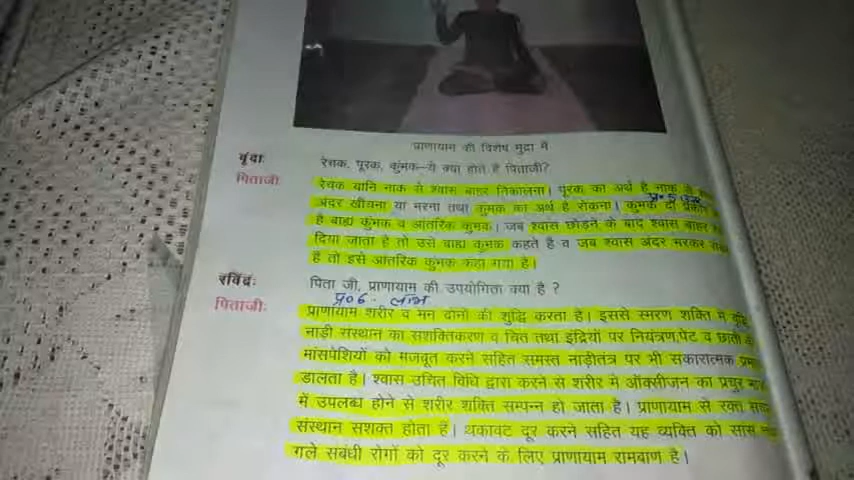 प्राणायाम की विशेष मुद्रा में
वृंदाः रेचक, पूरक, कुंभक–ये क्या होते हैं पिताजी?
पिताजीः रेचक यानि नाक से श्वास बाहर निकालना। पूरक का अर्थ है नाक से
अंदर खींचना या भरना तथा कुंभक का अर्थ है रोकना। कुंभक दो प्रकार
है बाह्य कुंभक व आंतरिक कुंभक। जब श्वास छोड़ने के बाद श्वास बाहर
दिया जाता है तो उसे बाह्य कुंभक कहते है व जब श्वास अंदर भरकर
है तो इसे आंतरिक कुंभक कहा गया है।
रविंद्रः पिता जी, प्राणायाम की उपयोगिता क्या है ?
प्र०6. लाभ
पिताजीः प्राणायाम शरीर व मन दोनों की शुद्धि करता है। इससे स्मरण शक्ति में
नाड़ी संस्थान का सशक्तिकरण व चित तथा इंद्रियों पर नियंत्रण,पेट व छाती
मांसपेशियों को मजबूत करने सहित समस्त नाड़ीतंत्र पर भी सकारात्मक
डालता है। श्वास उचित विधि द्वारा करने से शरीर में ऑक्सीजन का प्रचुर
में उपलब्ध होने से शरीर शक्ति सम्पन्न हो जाता है। प्राणायाम से रक्त
संस्थान सशक्त होता है। थकावट दूर करने सहित यह व्यक्ति को सांस
गले संबंधी रोगों को दूर करने के लिए प्राणायाम रामबाण है।